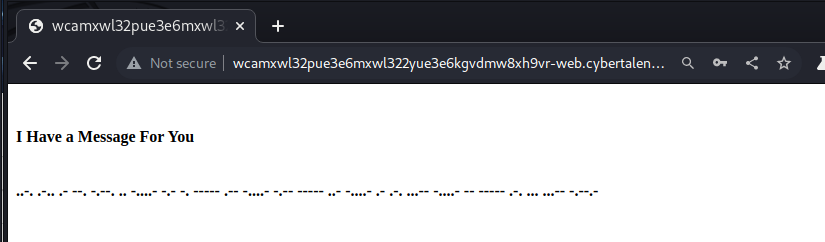 wcamxwl32pue3e6mxwl3
Not secure wcamxwl32pue3e6mxwl322yue3e6kgvdmw8xh9vr-web.cybertalen...
I Have a Message For You
..-. .-.. .- --. -.--. .. -....- -.- -. ----- .-- -....- -.-- ----- ..- -....- .- .-. ...-- -....- -- ----- .-. ... ...-- -.--.-